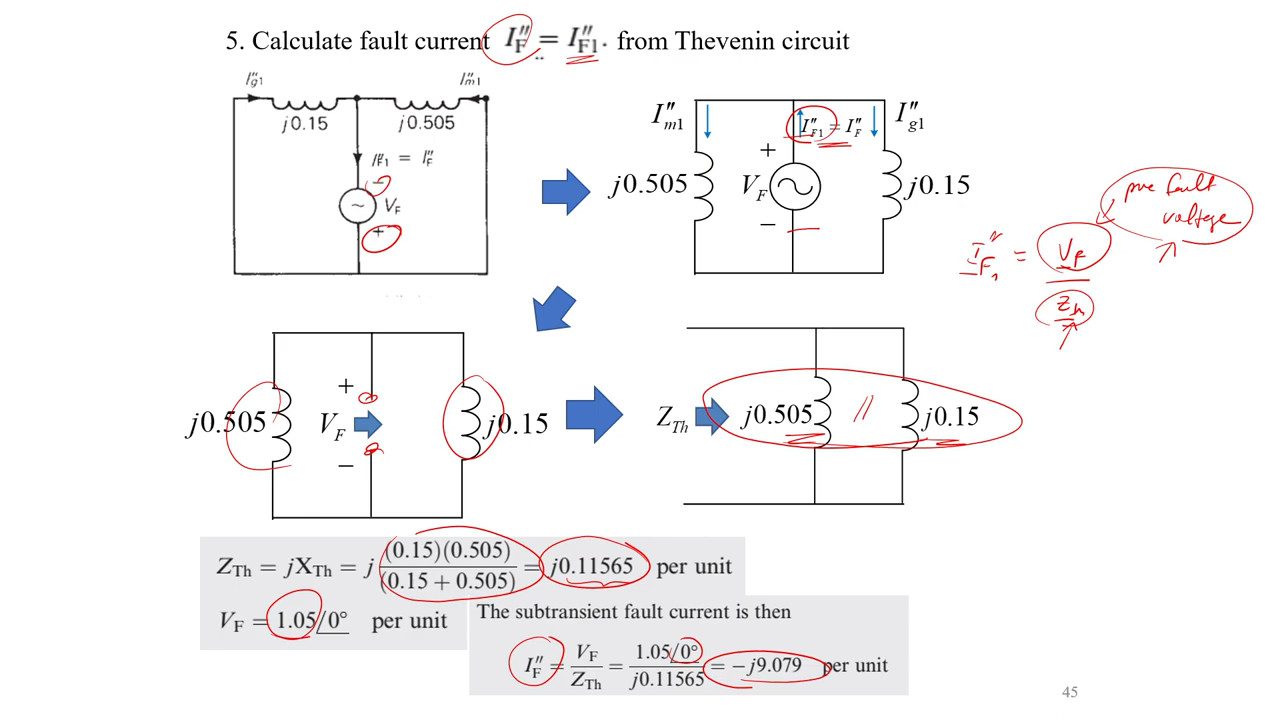 5. Calculate fault current I″F = I″F1. from Thevenin circuit
I″g1 I″m1
j0.15 j0.505
I″F1 = I″F
−
VF
+
I″m1 I″F1 = I″F I″g1
+
j0.505 VF j0.15
−
pre fault
voltage
I″F1 = VF / Zth
+
j0.505 VF j0.15
−
ZTh j0.505 // j0.15
ZTh = jXTh = j (0.15)(0.505) / (0.15 + 0.505) = j0.11565 per unit
VF = 1.05/0° per unit
The subtransient fault current is then
I″F = VF / ZTh = 1.05/0° / j0.11565 = −j9.079 per unit
45